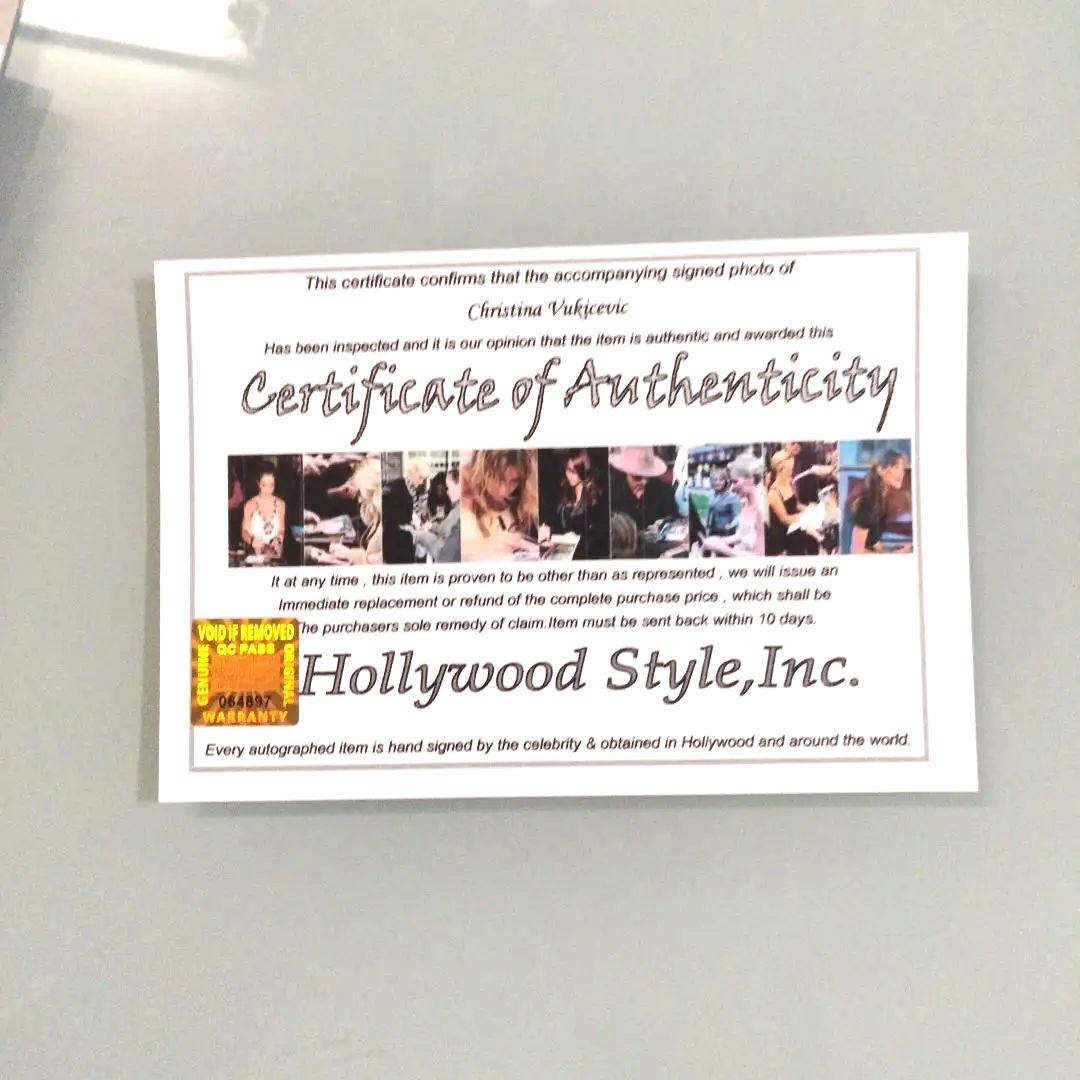 This certificate confirms that the accompanying signed photo of
Christina Vukicevic
Has been inspected and it is our opinion that the item is authentic and awarded this
Certificate of Authenticity
It at any time , this item is proven to be other than as represented , we will issue an
Immediate replacement or refund of the complete purchase price , which shall be
he purchasers sole remedy of claim.Item must be sent back within 10 days.
VOID IF REMOVED
QC PASS
GENUINE
ORIGINAL
064897
WARRANTY
Hollywood Style,Inc.
Every autographed item is hand signed by the celebrity & obtained in Hollywood and around the world.